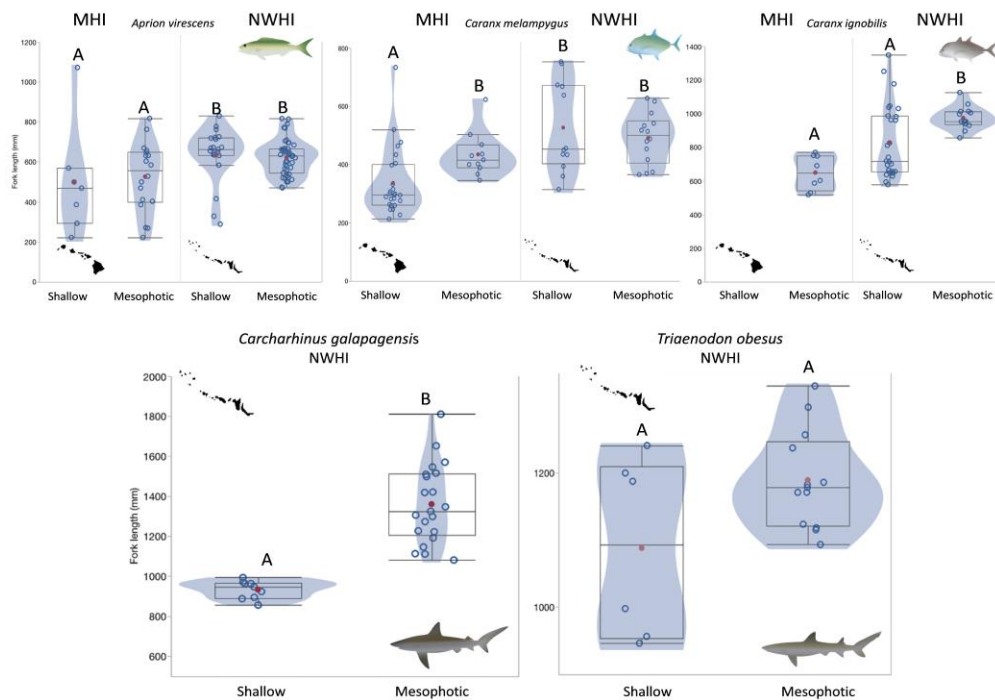 MHI Aprion virescens NWHI
Fork length (mm)
1200
1000
800
600
400
200
0
A
A
B
B
Shallow Mesophotic Shallow Mesophotic
MHI Caranx melampygus NWHI
800
600
400
200
0
A
B
B
B
Shallow Mesophotic Shallow Mesophotic
MHI Caranx ignobilis NWHI
1400
1200
1000
800
600
400
200
0
A
A
B
Mesophotic Shallow Mesophotic
Carcharhinus galapagensis
NWHI
Fork length (mm)
2000
1800
1600
1400
1200
1000
800
600
A
B
Shallow Mesophotic
Triaenodon obesus
NWHI
1200
1000
A
A
Shallow Mesophotic